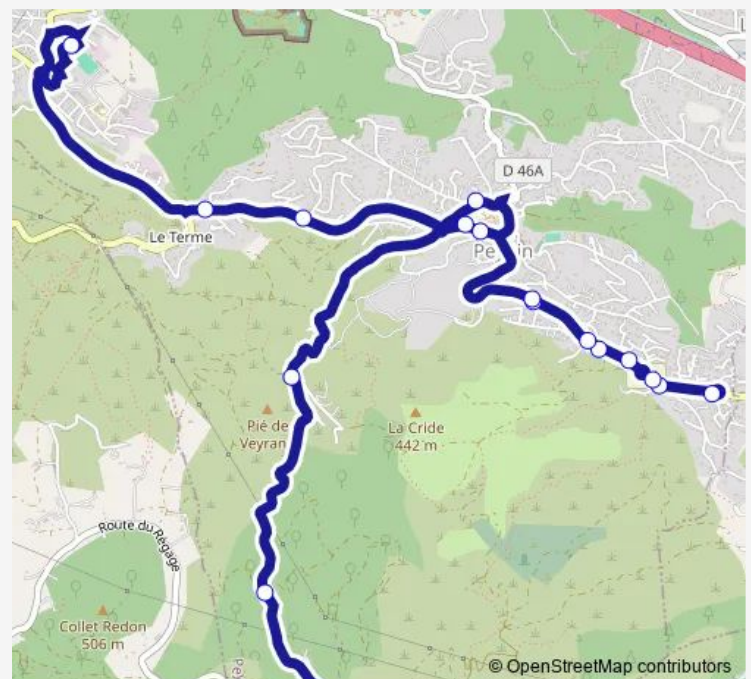 D 46A
Le Terme
Pié de
Veyran
La Cride
442 m
Route du Régage
Collet Redon
506 m
© OpenStreetMap contributors